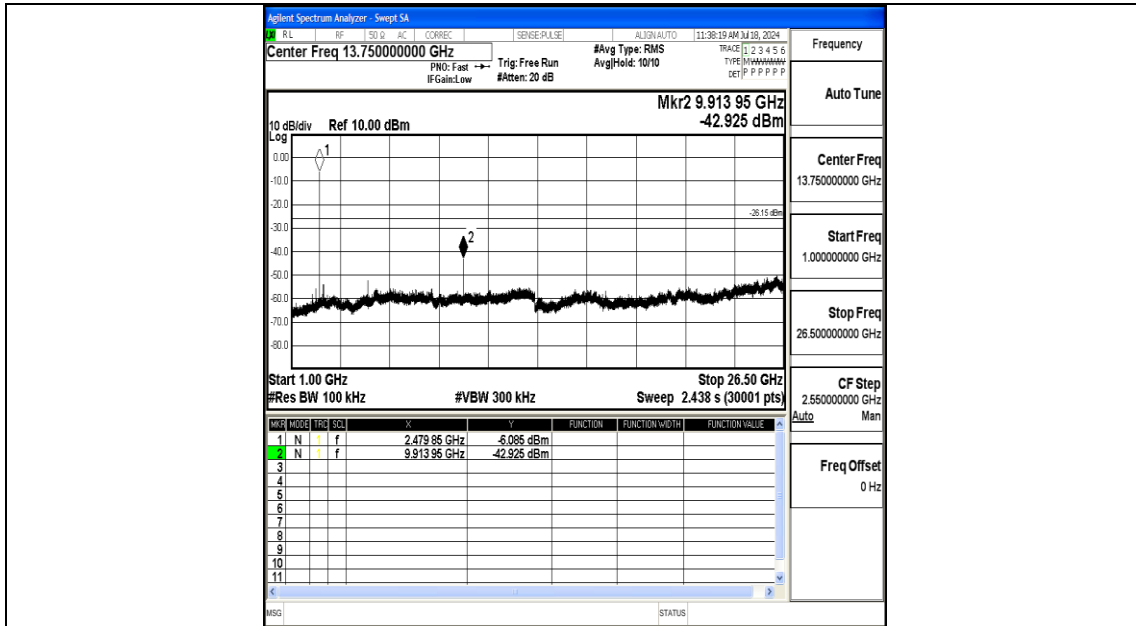 Agilent Spectrum Analyzer - Swept SA
RL RF 50 Ω AC CORREC SENSE:PULSE ALIGNAUTO 11:38:19 AM Jul 18, 2024
Center Freq 13.750000000 GHz
PNO: Fast
IFGain:Low
Trig: Free Run
#Atten: 20 dB
#Avg Type: RMS
Avg|Hold: 10/10
TRACE 1 2 3 4 5 6
TYPE MWWWWW
DET P P P P P P
Mkr2 9.913 95 GHz
-42.925 dBm
10 dB/div Ref 10.00 dBm
Log
0.00
-10.0
-20.0
-30.0
-40.0
-50.0
-60.0
-70.0
-80.0
1
2
-26.15 dBm
Start 1.00 GHz Stop 26.50 GHz
#Res BW 100 kHz #VBW 300 kHz Sweep 2.438 s (30001 pts)
MKR MODE TRC SCL X Y FUNCTION FUNCTION WIDTH FUNCTION VALUE
1 N 1 f 2.479 85 GHz -6.085 dBm
2 N 1 f 9.913 95 GHz -42.925 dBm
3
4
5
6
7
8
9
10
11
MSG STATUS
Frequency
Auto Tune
Center Freq
13.750000000 GHz
Start Freq
1.000000000 GHz
Stop Freq
26.500000000 GHz
CF Step
2.550000000 GHz
Auto Man
Freq Offset
0 Hz